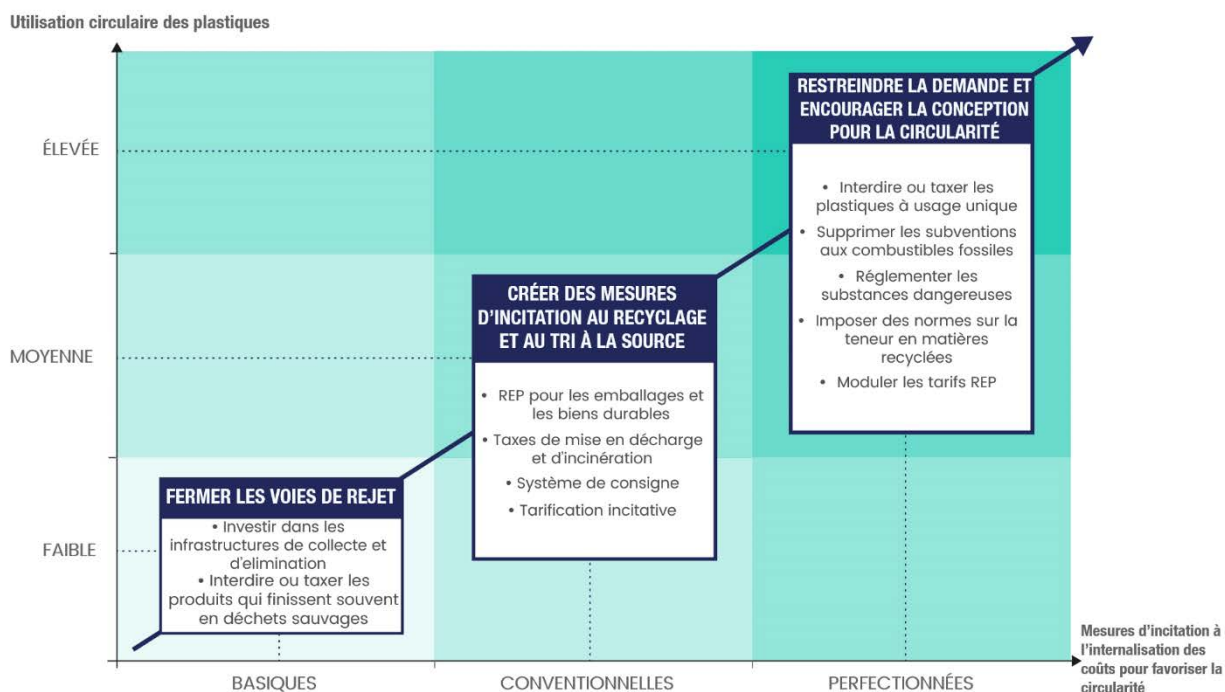 Utilisation circulaire des plastiques
ÉLEVÉE
MOYENNE
FAIBLE
RESTREINDRE LA DEMANDE ET
ENCOURAGER LA CONCEPTION
POUR LA CIRCULARITÉ
• Interdire ou taxer les
plastiques à usage unique
• Supprimer les subventions
aux combustibles fossiles
• Réglementer les
substances dangereuses
• Imposer des normes sur la
teneur en matières
recyclées
• Moduler les tarifs REP
CRÉER DES MESURES
D'INCITATION AU RECYCLAGE
ET AU TRI À LA SOURCE
• REP pour les emballages et
les biens durables
• Taxes de mise en décharge
et d'incinération
• Système de consigne
• Tarification incitative
FERMER LES VOIES DE REJET
• Investir dans les
infrastructures de collecte et
d'elimination
• Interdire ou taxer les
produits qui finissent souvent
en déchets sauvages
BASIQUES
CONVENTIONNELLES
PERFECTIONNÉES
Mesures d'incitation à
l'internalisation des
coûts pour favoriser la
circularité